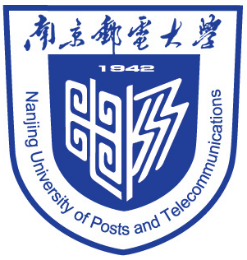 南京郵電大學
1942
Nanjing University of Posts and Telecommunications